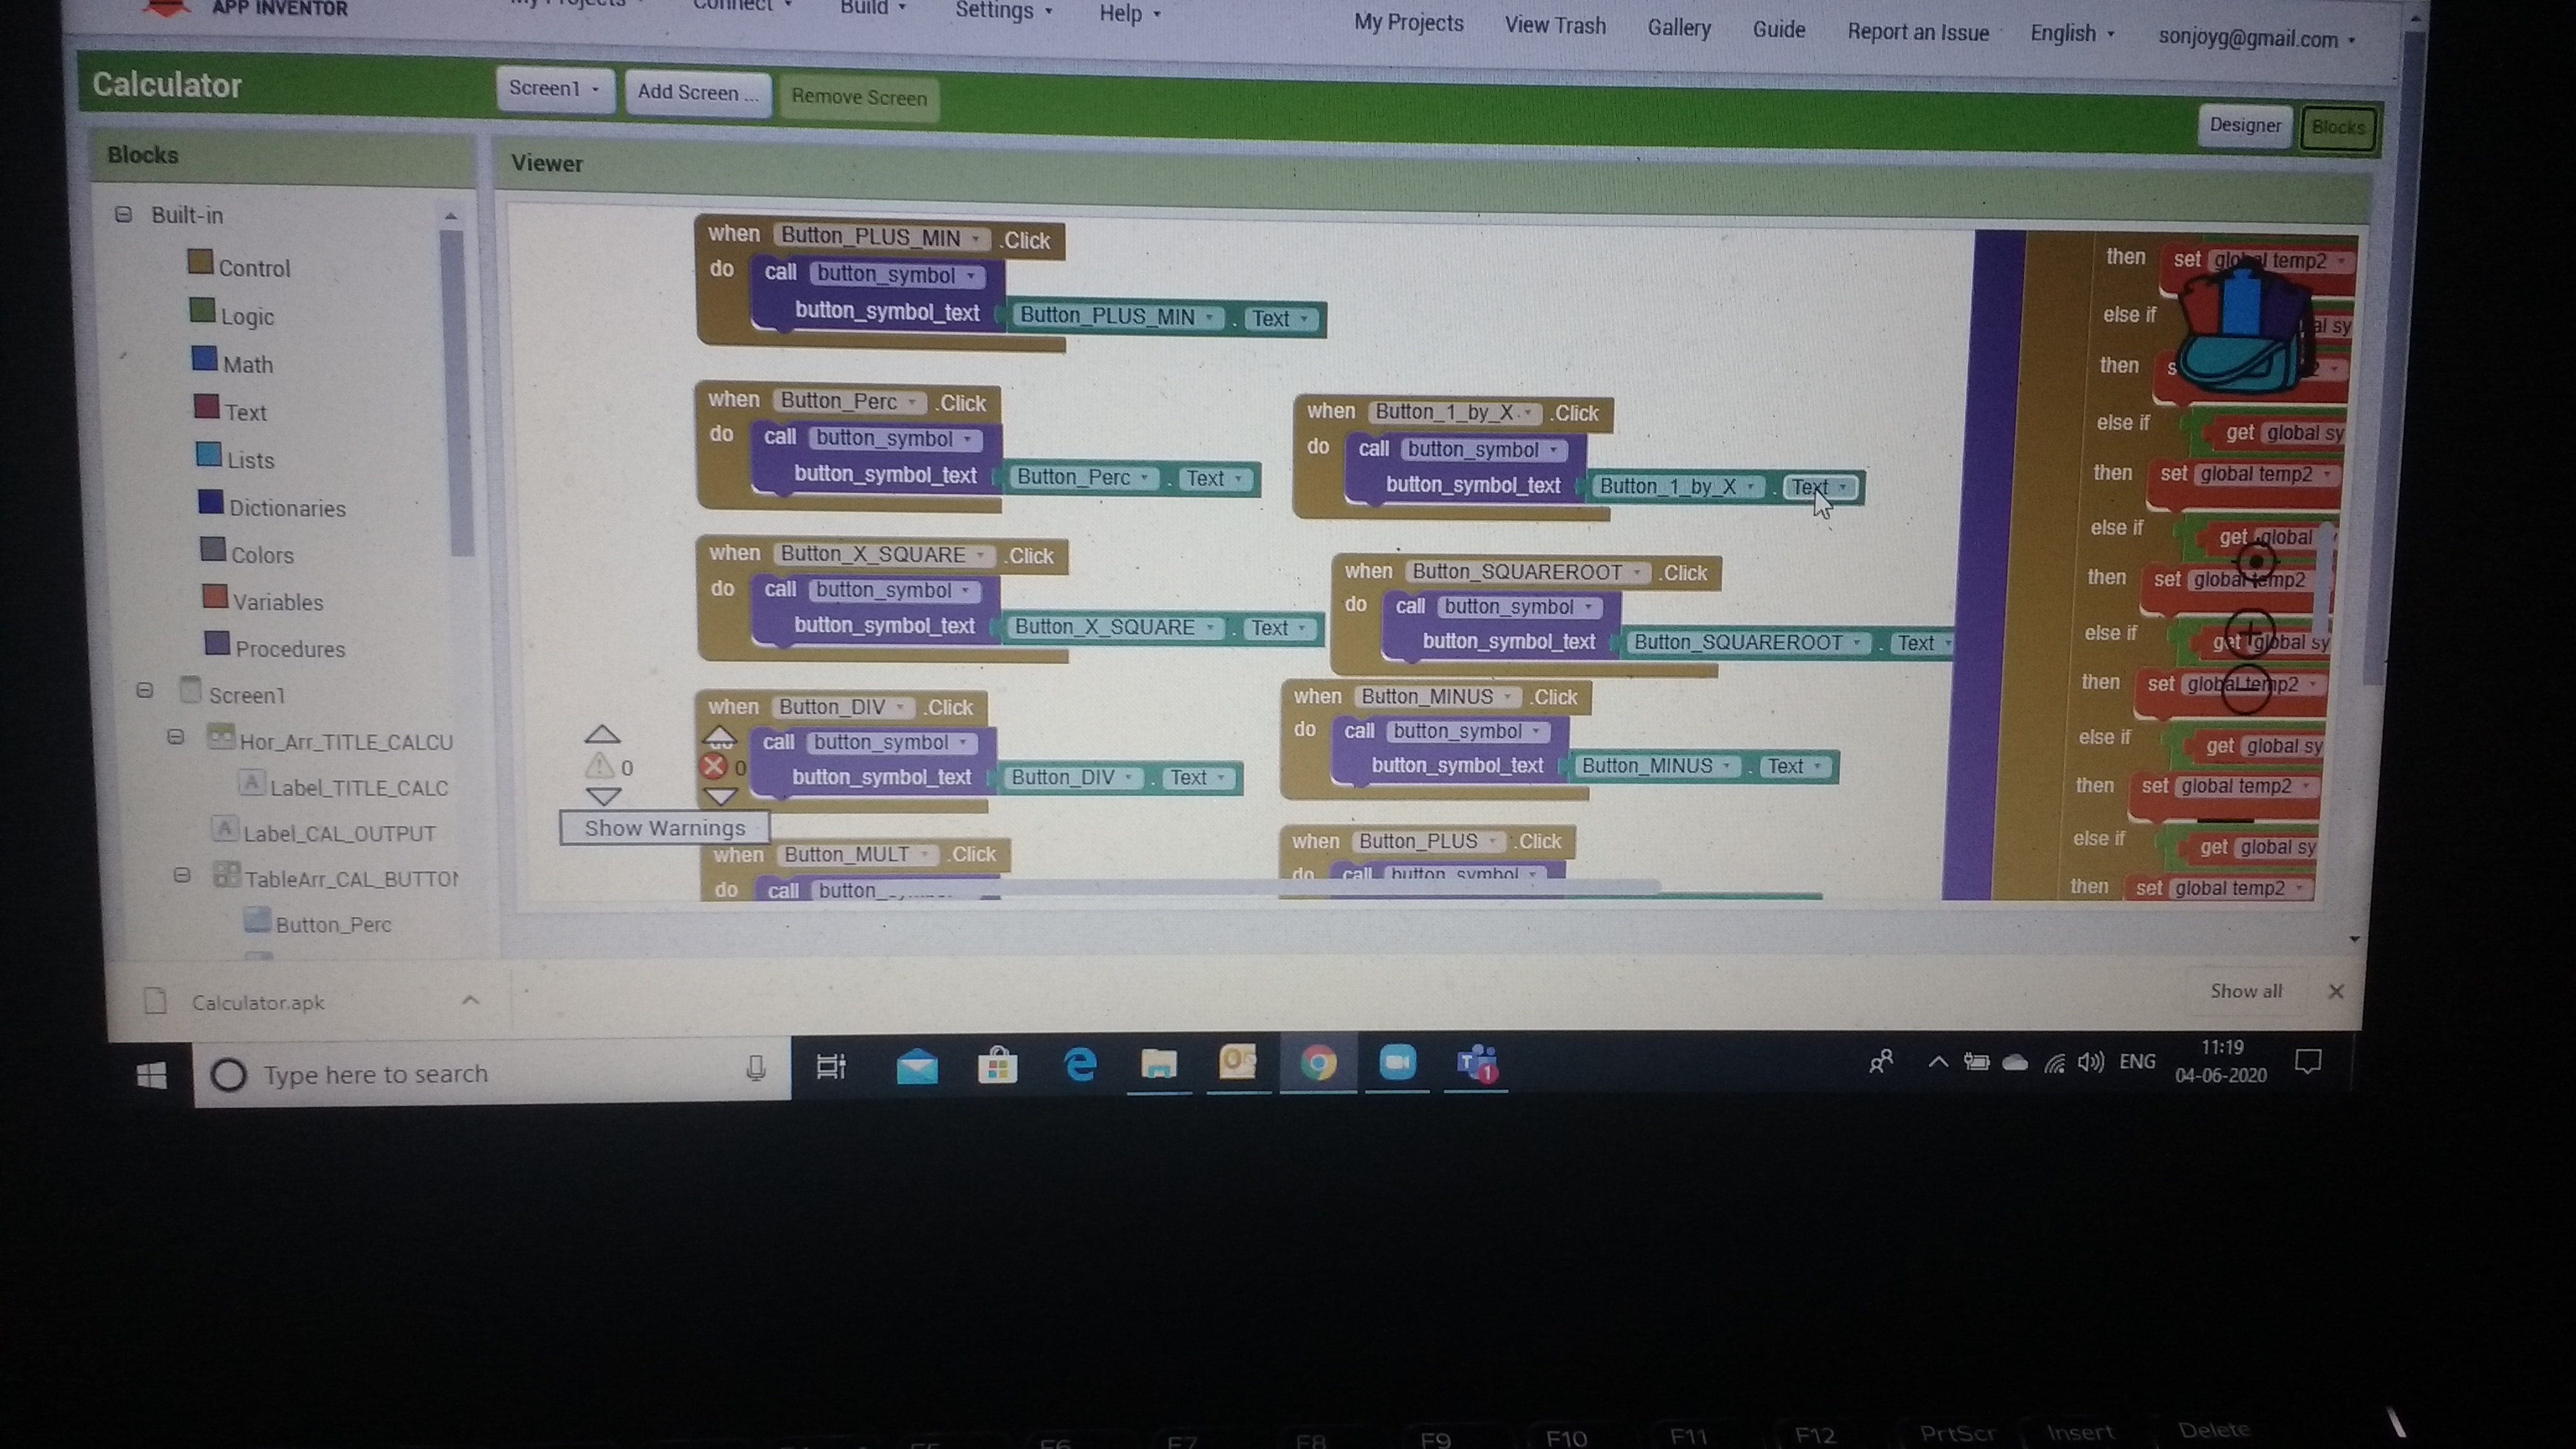 APP INVENTOR
My Projects
Connect
Build
Settings
Help
My Projects
View Trash
Gallery
Guide
Report an Issue
English
sonjoyg@gmail.com
Calculator
Screen1
Add Screen ...
Remove Screen
Designer
Blocks
Blocks
Viewer
Built-in
Control
Logic
Math
Text
Lists
Dictionaries
Colors
Variables
Procedures
Screen1
Hor_Arr_TITLE_CALCU
Label_TITLE_CALC
Label_CAL_OUTPUT
TableArr_CAL_BUTTON
Button_Perc
when Button_PLUS_MIN .Click
do call button_symbol
button_symbol_text Button_PLUS_MIN . Text
when Button_Perc .Click
do call button_symbol
button_symbol_text Button_Perc . Text
when Button_1_by_X .Click
do call button_symbol
button_symbol_text Button_1_by_X . Text
when Button_X_SQUARE .Click
do call button_symbol
button_symbol_text Button_X_SQUARE . Text
when Button_SQUAREROOT .Click
do call button_symbol
button_symbol_text Button_SQUAREROOT . Text
when Button_DIV .Click
do call button_symbol
button_symbol_text Button_DIV . Text
when Button_MINUS .Click
do call button_symbol
button_symbol_text Button_MINUS . Text
0
0
Show Warnings
when Button_MULT .Click
do call button_
when Button_PLUS .Click
do call button_symbol
then set global temp2
else if al sy
then s
else if get global sy
then set global temp2
else if get global
then set global temp2
else if get global sy
then set global temp2
else if get global sy
then set global temp2
else if get global sy
then set global temp2
Calculator.apk
Show all
Type here to search
T
1
ENG
11:19
04-06-2020
F7
F8
F9
F10
F11
F12
PrtScr
Insert
Delete